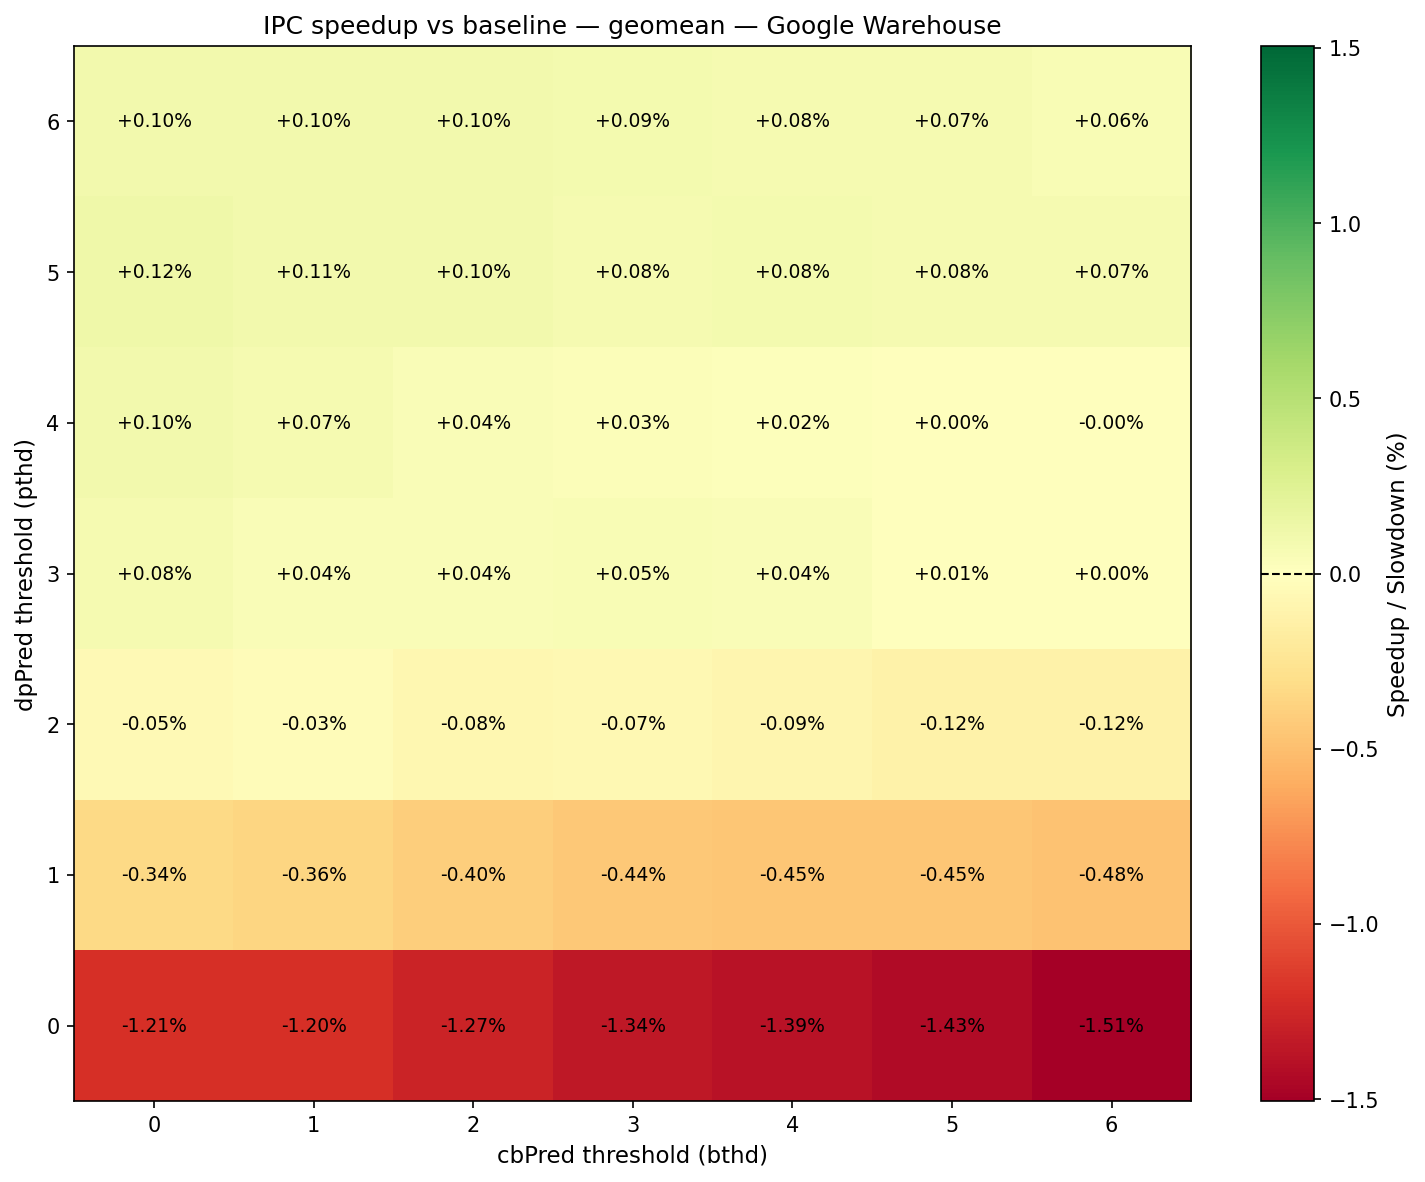 IPC speedup vs baseline — geomean — Google Warehouse
6 +0.10% +0.10% +0.10% +0.09% +0.08% +0.07% +0.06%
5 +0.12% +0.11% +0.10% +0.08% +0.08% +0.08% +0.07%
4 +0.10% +0.07% +0.04% +0.03% +0.02% +0.00% -0.00%
3 +0.08% +0.04% +0.04% +0.05% +0.04% +0.01% +0.00%
2 -0.05% -0.03% -0.08% -0.07% -0.09% -0.12% -0.12%
1 -0.34% -0.36% -0.40% -0.44% -0.45% -0.45% -0.48%
0 -1.21% -1.20% -1.27% -1.34% -1.39% -1.43% -1.51%
0 1 2 3 4 5 6
cbPred threshold (bthd)
dpPred threshold (pthd)
1.5
1.0
0.5
0.0
−0.5
−1.0
−1.5
Speedup / Slowdown (%)